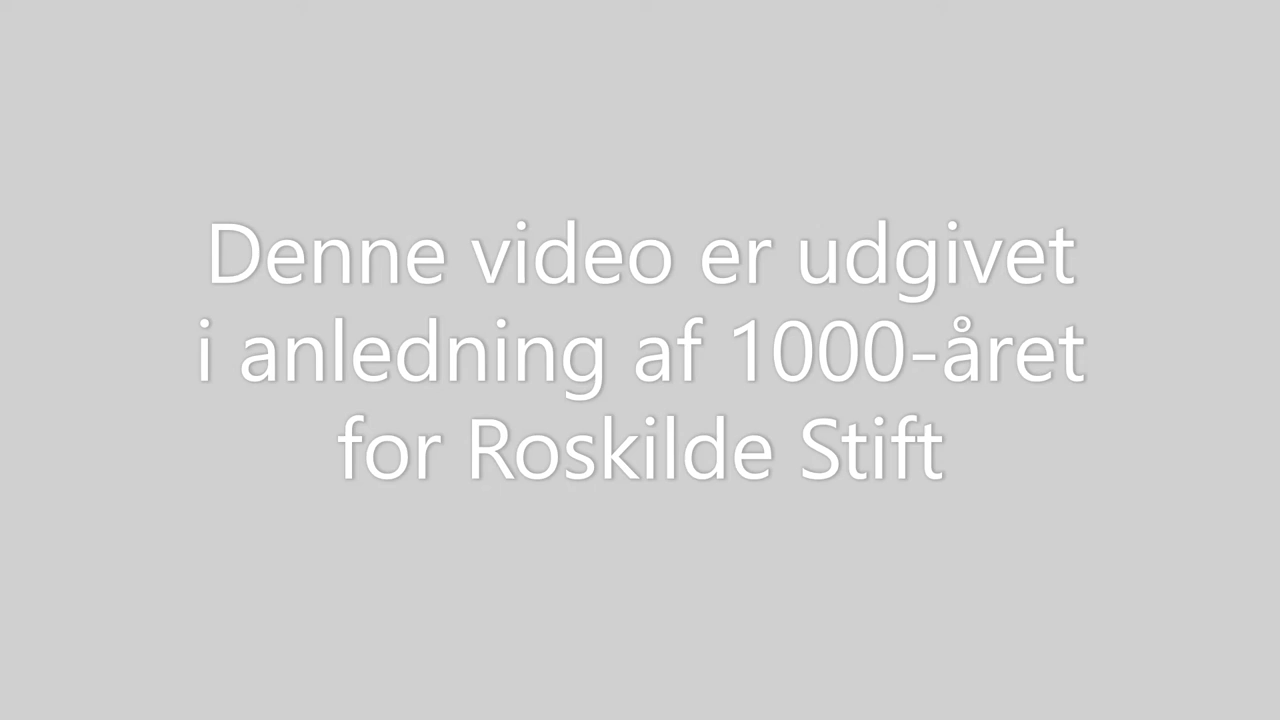 Denne video er udgivet
i anledning af 1000-året
for Roskilde Stift